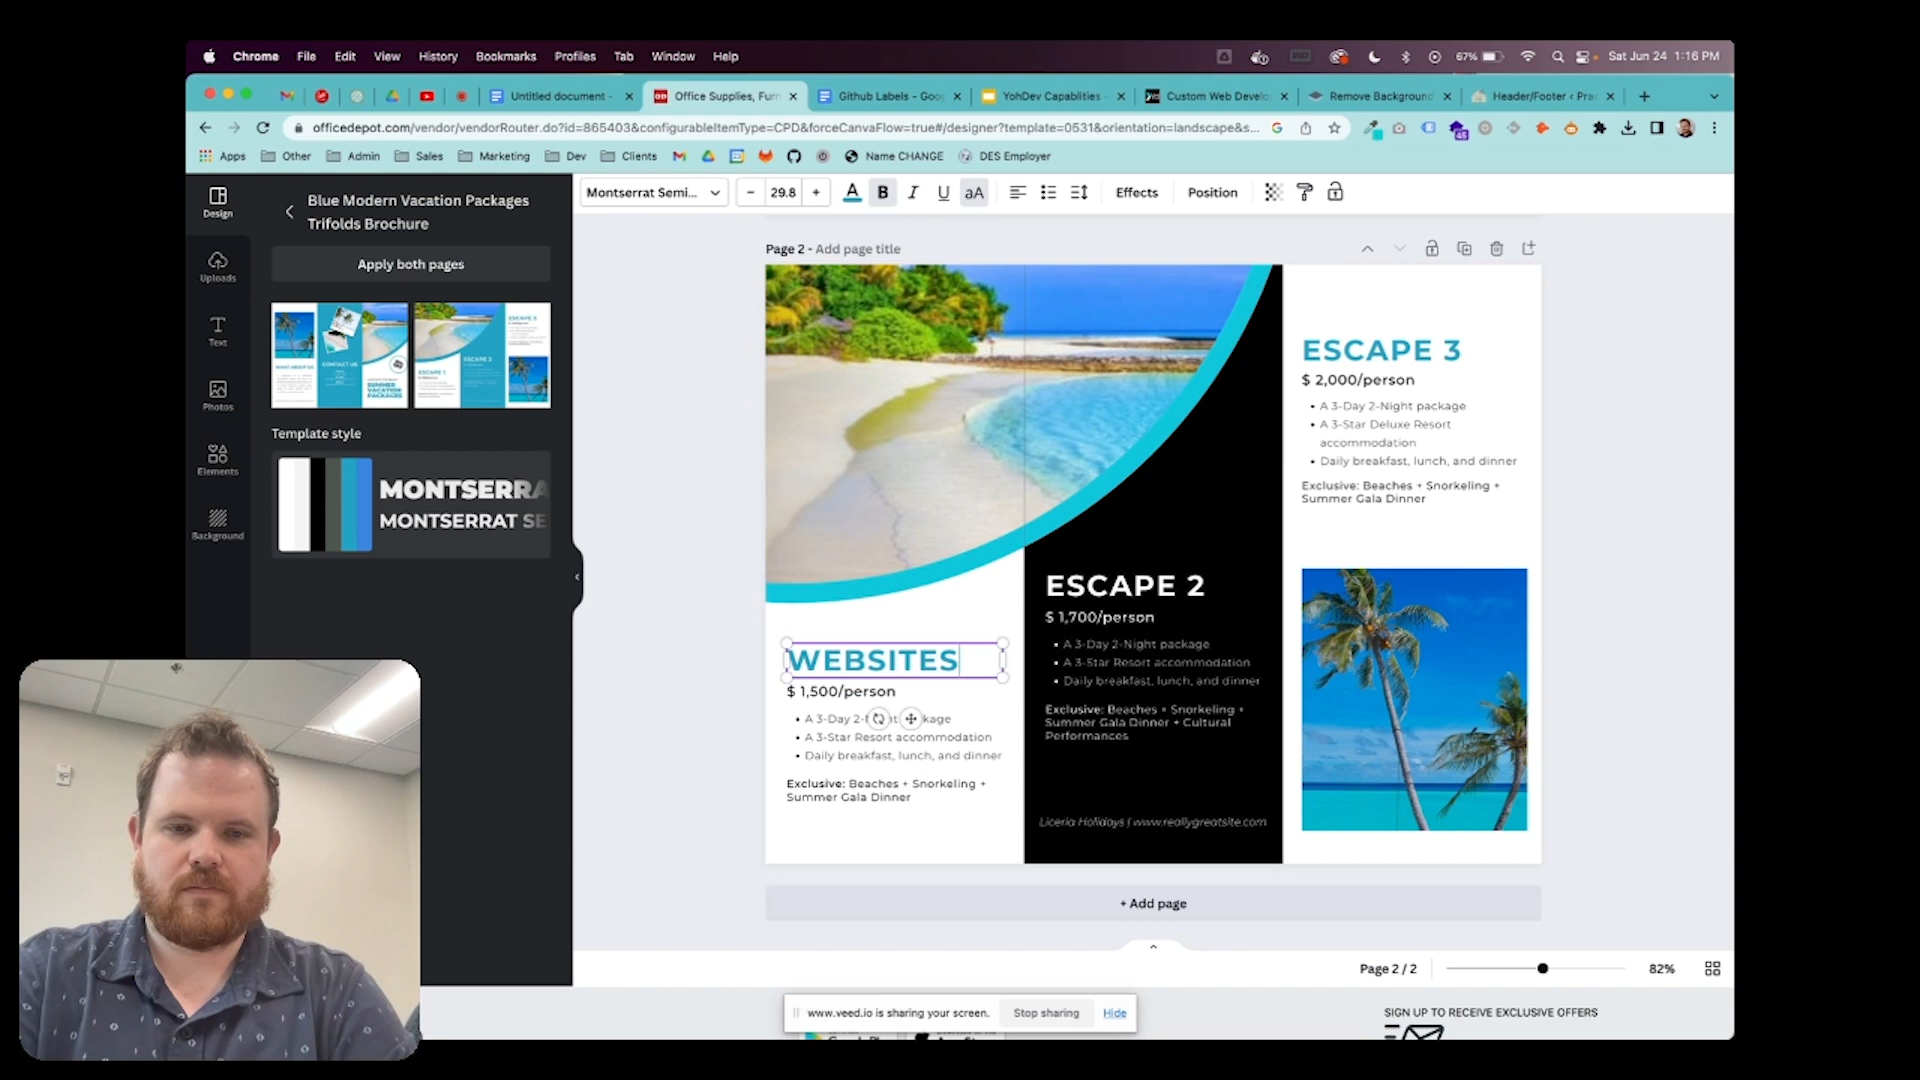 Chrome File Edit View History Bookmarks Profiles Tab Window Help
67% Sat Jun 24 1:16 PM
Untitled document -
Office Supplies, Furn
Github Labels - Goog
YohDev Capablities -
Custom Web Develo
Remove Background
Header/Footer ‹ Pra
officedepot.com/vendor/vendorRouter.do?id=865403&configurableItemType=CPD&forceCanvaFlow=true#/designer?template=0531&orientation=landscape&s...
Apps Other Admin Sales Marketing Dev Clients Name CHANGE DES Employer
Design
Uploads
Text
Photos
Elements
Background
Blue Modern Vacation Packages
Trifolds Brochure
Apply both pages
Template style
MONTSERRA
MONTSERRAT SE
Montserrat Semi... − 29.8 + A B I U aA Effects Position
Page 2 - Add page title
WEBSITES
$ 1,500/person
• A 3-Day 2-N t kage
• A 3-Star Resort accommodation
• Daily breakfast, lunch, and dinner
Exclusive: Beaches + Snorkeling +
Summer Gala Dinner
ESCAPE 2
$ 1,700/person
• A 3-Day 2-Night package
• A 3-Star Resort accommodation
• Daily breakfast, lunch, and dinner
Exclusive: Beaches + Snorkeling +
Summer Gala Dinner + Cultural
Performances
Liceria Holidays | www.reallygreatsite.com
ESCAPE 3
$ 2,000/person
• A 3-Day 2-Night package
• A 3-Star Deluxe Resort
accommodation
• Daily breakfast, lunch, and dinner
Exclusive: Beaches + Snorkeling +
Summer Gala Dinner
+ Add page
Page 2 / 2 82%
www.veed.io is sharing your screen. Stop sharing Hide
SIGN UP TO RECEIVE EXCLUSIVE OFFERS